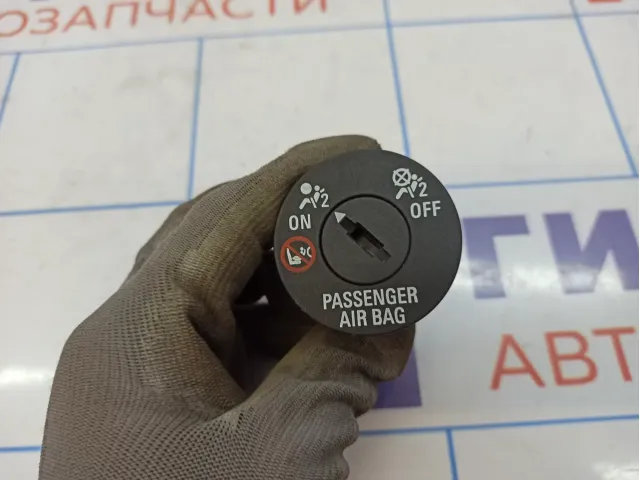 ОЗАПЧАСТИ
2
ON
2
OFF
PASSENGER
AIR BAG
ГИ
АВТ